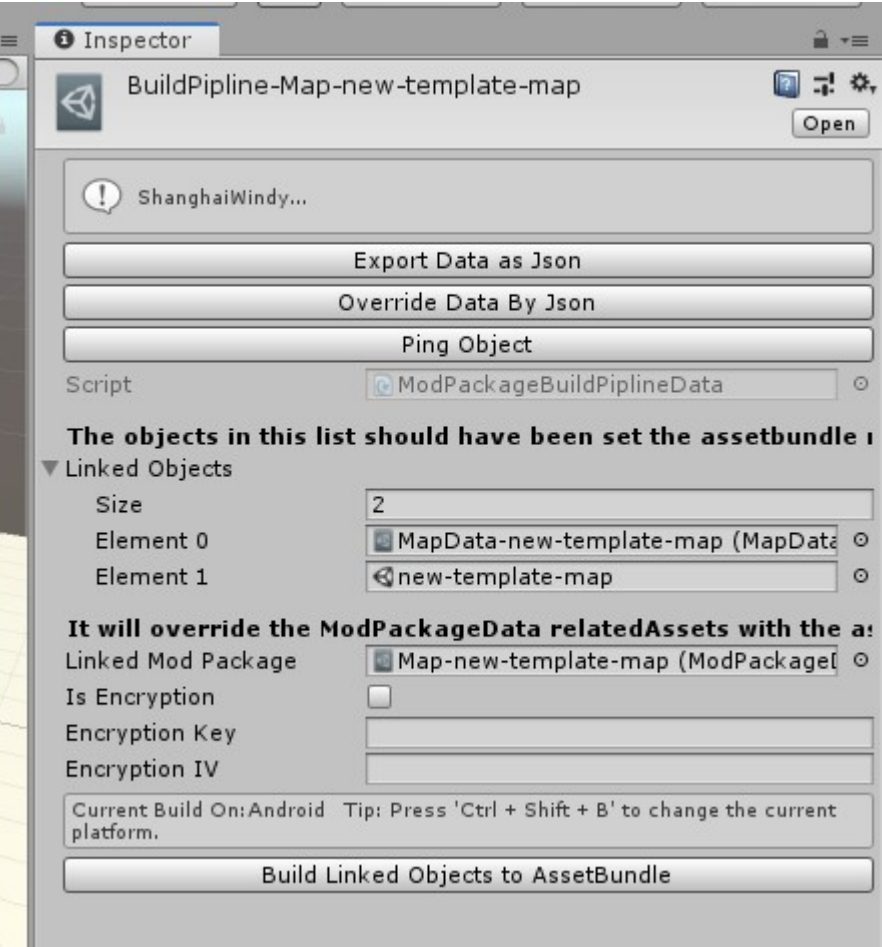 Inspector
BuildPipline-Map-new-template-map
Open
ShanghaiWindy...
Export Data as Json
Override Data By Json
Ping Object
Script ModPackageBuildPiplineData
The objects in this list should have been set the assetbundle
Linked Objects
Size 2
Element 0 MapData-new-template-map (MapData
Element 1 new-template-map
It will override the ModPackageData relatedAssets with the
Linked Mod Package Map-new-template-map (ModPackage
Is Encryption
Encryption Key
Encryption IV
Current Build On:Android Tip: Press 'Ctrl + Shift + B' to change the current
platform.
Build Linked Objects to AssetBundle